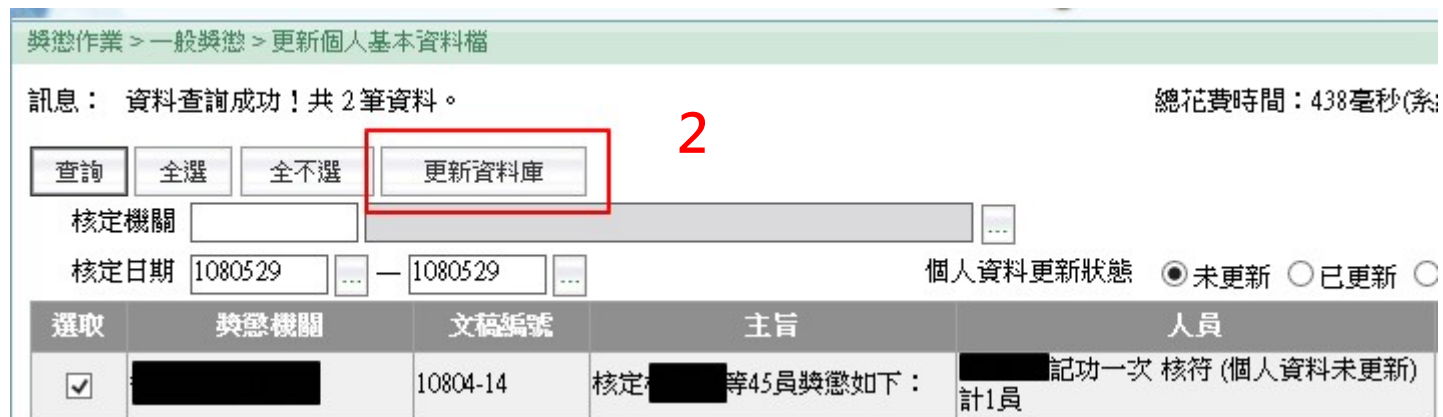 獎懲作業 > 一般獎懲 > 更新個人基本資料檔
訊息： 資料查詢成功！共 2 筆資料。 總花費時間：438毫秒(系
2
查詢 全選 全不選 更新資料庫
核定機關 ...
核定日期 1080529 ... — 1080529 ... 個人資料更新狀態 未更新 已更新
選取 獎懲機關 文稿編號 主旨 人員
10804-14 核定 等45員獎懲如下： 記功一次 核符 (個人資料未更新)
計1員